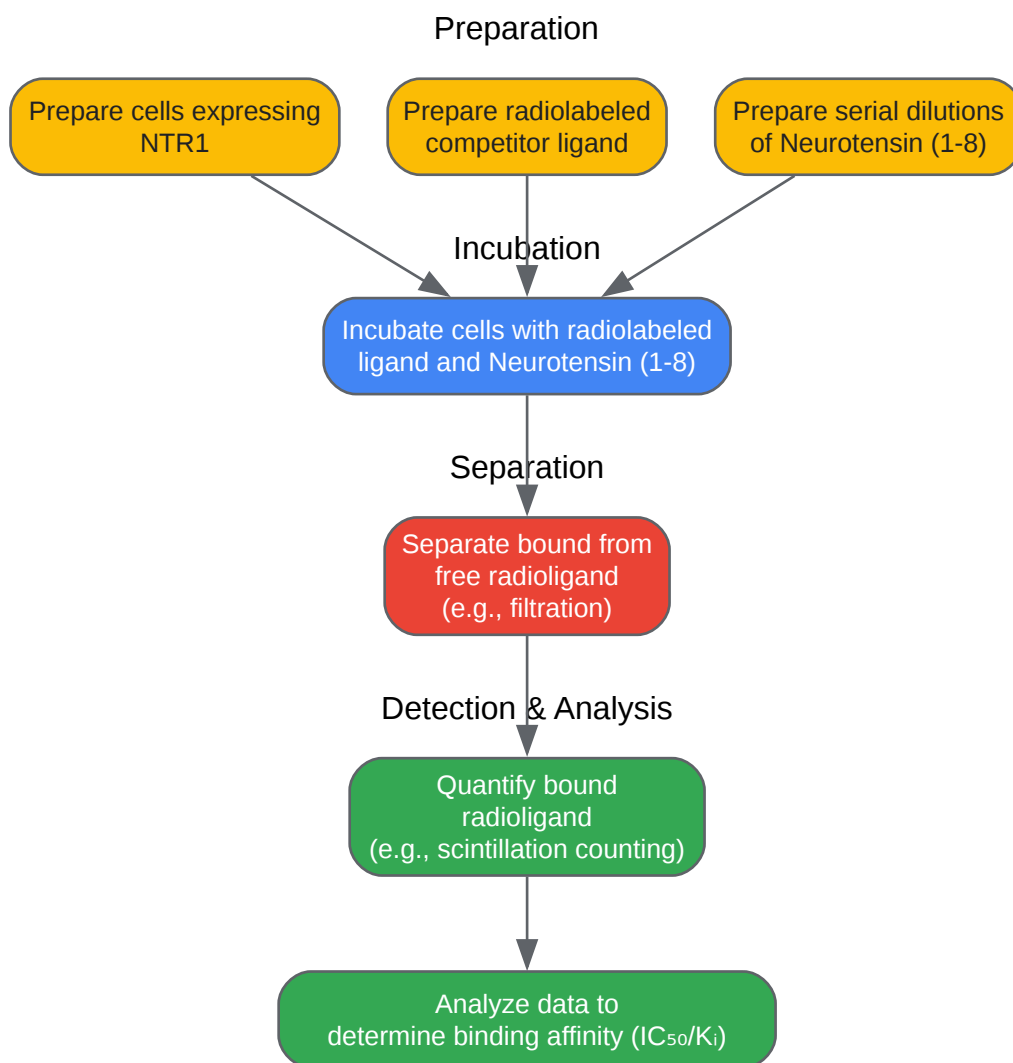 Preparation
Prepare cells expressing
NTR1
Prepare radiolabeled
competitor ligand
Prepare serial dilutions
of Neurotensin (1-8)
Incubation
Incubate cells with radiolabeled
ligand and Neurotensin (1-8)
Separation
Separate bound from
free radioligand
(e.g., filtration)
Detection & Analysis
Quantify bound
radioligand
(e.g., scintillation counting)
Analyze data to
determine binding affinity (IC₅₀/Kᵢ)